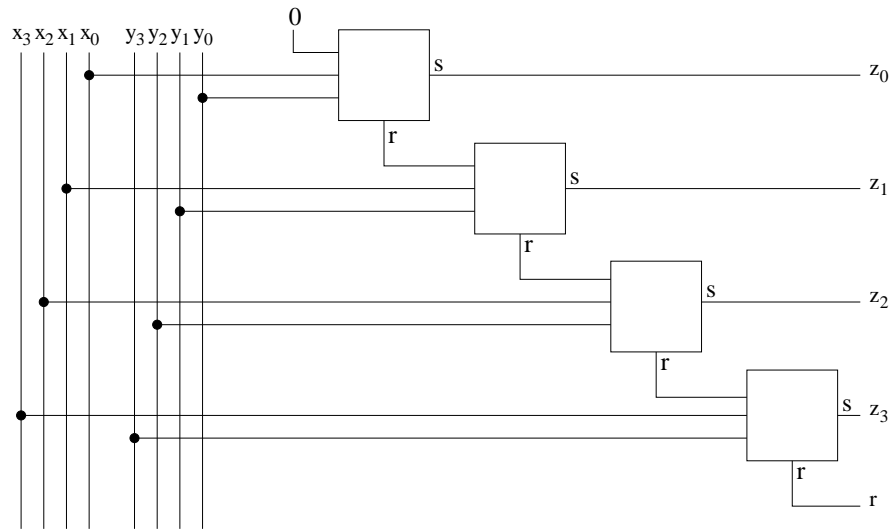 0
x₃ x₂ x₁ x₀ y₃ y₂ y₁ y₀
s z₀
r
s z₁
r
s z₂
r
s z₃
r
r